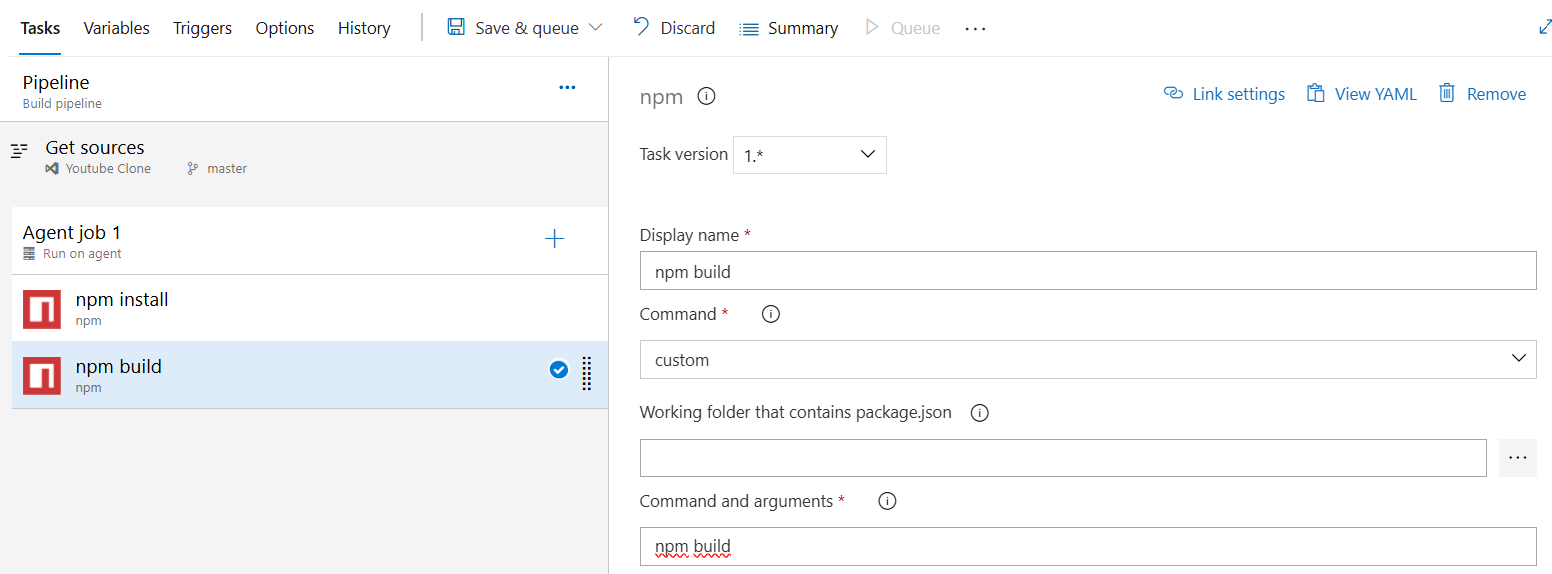 Tasks Variables Triggers Options History Save & queue Discard Summary Queue ...
Pipeline
Build pipeline
...
Get sources
Youtube Clone master
Agent job 1
Run on agent
npm install
npm
npm build
npm
npm Link settings View YAML Remove
Task version 1.*
Display name *
npm build
Command *
custom
Working folder that contains package.json
...
Command and arguments *
npm build